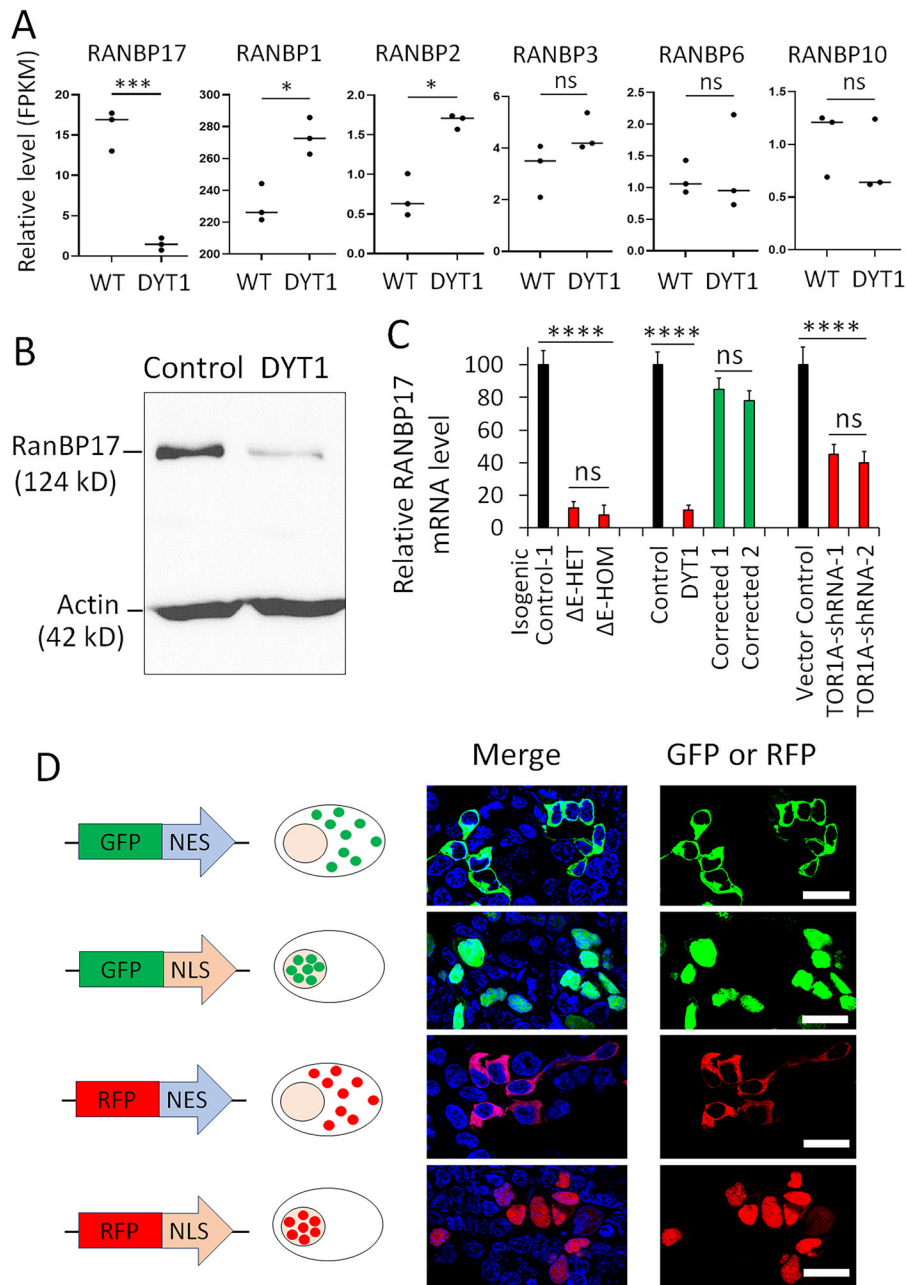 A
RANBP17 RANBP1 RANBP2 RANBP3 RANBP6 RANBP10
Relative level (FPKM)
*** * * ns ns ns
20 300 2.0 8 2.5 1.5
15 280 1.5 6 2.0 1.0
10 260 1.0 4 1.5 0.5
5 240 0.5 2 1.0 0.0
0 220 0.0 0 0.5
200 0.0
WT DYT1 WT DYT1 WT DYT1 WT DYT1 WT DYT1 WT DYT1
B
Control DYT1
RanBP17
(124 kD)
Actin
(42 kD)
C
Relative RANBP17
mRNA level
100
80
60
40
20
0
**** **** ns ****
ns ns
Isogenic
Control-1
ΔE-HET
ΔE-HOM
Control
DYT1
Corrected 1
Corrected 2
Vector Control
TOR1A-shRNA-1
TOR1A-shRNA-2
D
Merge GFP or RFP
GFP NES
GFP NLS
RFP NES
RFP NLS